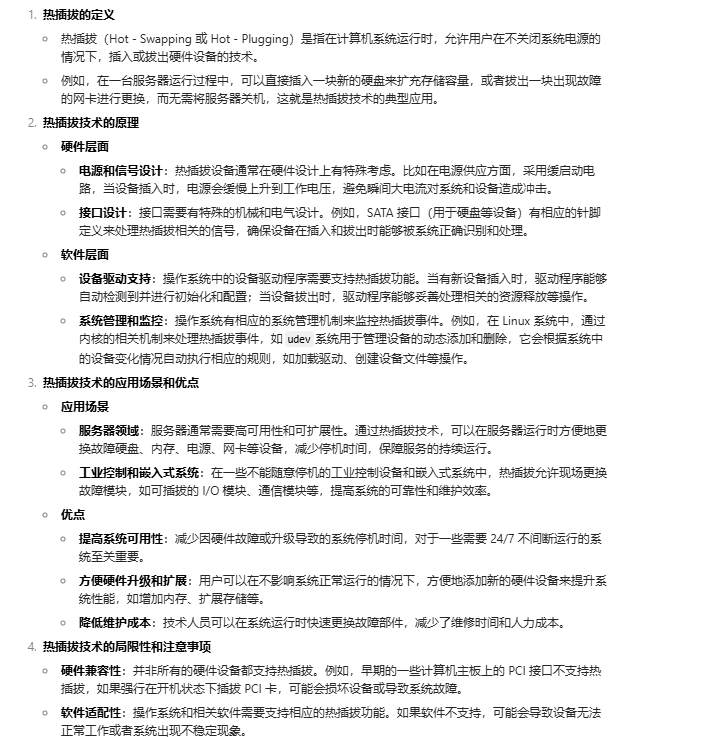 1. 热插拔的定义
热插拔（Hot - Swapping 或 Hot - Plugging）是指在计算机系统运行时，允许用户在不关闭系统电源的
情况下，插入或拔出硬件设备的技术。
例如，在一台服务器运行过程中，可以直接插入一块新的硬盘来扩充存储容量，或者拔出一块出现故障
的网卡进行更换，而无需将服务器关机，这就是热插拔技术的典型应用。
2. 热插拔技术的原理
硬件层面
电源和信号设计：热插拔设备通常在硬件设计上有特殊考虑。比如在电源供应方面，采用缓启动电
路，当设备插入时，电源会缓慢上升到工作电压，避免瞬间大电流对系统和设备造成冲击。
接口设计：接口需要有特殊的机械和电气设计。例如，SATA 接口（用于硬盘等设备）有相应的针脚
定义来处理热插拔相关的信号，确保设备在插入和拔出时能够被系统正确识别和处理。
软件层面
设备驱动支持：操作系统中的设备驱动程序需要支持热插拔功能。当有新设备插入时，驱动程序能够
自动检测到并进行初始化和配置；当设备拔出时，驱动程序能够妥善处理相关的资源释放等操作。
系统管理和监控：操作系统有相应的系统管理机制来监控热插拔事件。例如，在 Linux 系统中，通过
内核的相关机制来处理热插拔事件，如 udev 系统用于管理设备的动态添加和删除，它会根据系统中
的设备变化情况自动执行相应的规则，如加载驱动、创建设备文件等操作。
3. 热插拔技术的应用场景和优点
应用场景
服务器领域：服务器通常需要高可用性和可扩展性。通过热插拔技术，可以在服务器运行时方便地更
换故障硬盘、内存、电源、网卡等设备，减少停机时间，保障服务的持续运行。
工业控制和嵌入式系统：在一些不能随意停机的工业控制设备和嵌入式系统中，热插拔允许现场更换
故障模块，如可插拔的 I/O 模块、通信模块等，提高系统的可靠性和维护效率。
优点
提高系统可用性：减少因硬件故障或升级导致的系统停机时间，对于一些需要 24/7 不间断运行的系
统至关重要。
方便硬件升级和扩展：用户可以在不影响系统正常运行的情况下，方便地添加新的硬件设备来提升系
统性能，如增加内存、扩展存储等。
降低维护成本：技术人员可以在系统运行时快速更换故障部件，减少了维修时间和人力成本。
4. 热插拔技术的局限性和注意事项
硬件兼容性：并非所有的硬件设备都支持热插拔。例如，早期的一些计算机主板上的 PCI 接口不支持热
插拔，如果强行在开机状态下插拔 PCI 卡，可能会损坏设备或导致系统故障。
软件适配性：操作系统和相关软件需要支持相应的热插拔功能。如果软件不支持，可能会导致设备无法
正常工作或者系统出现不稳定现象。